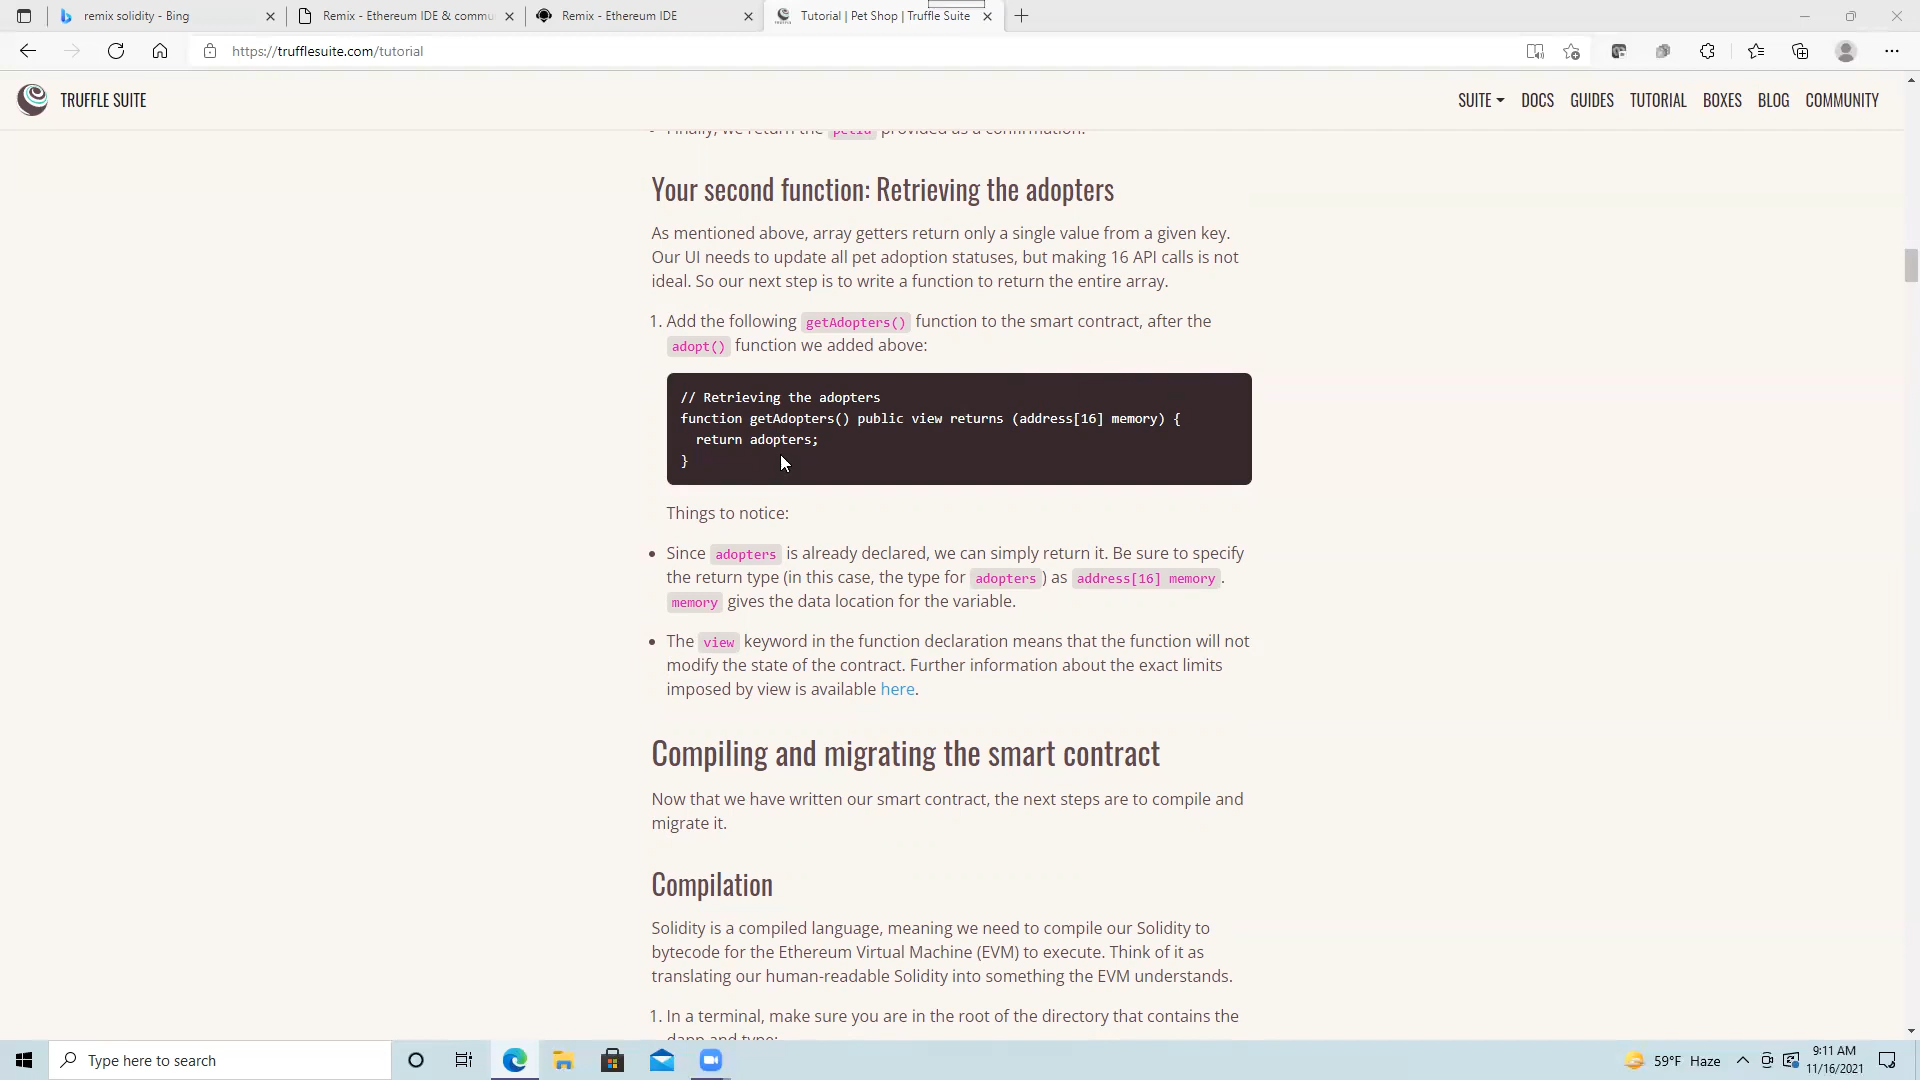 remix solidity - Bing
Remix - Ethereum IDE & commu
Remix - Ethereum IDE
Tutorial | Pet Shop | Truffle Suite
https://trufflesuite.com/tutorial
TRUFFLE SUITE
SUITE DOCS GUIDES TUTORIAL BOXES BLOG COMMUNITY
Finally, we return the petId provided as a confirmation.
Your second function: Retrieving the adopters
As mentioned above, array getters return only a single value from a given key.
Our UI needs to update all pet adoption statuses, but making 16 API calls is not
ideal. So our next step is to write a function to return the entire array.
1. Add the following getAdopters() function to the smart contract, after the
adopt() function we added above:
// Retrieving the adopters
function getAdopters() public view returns (address[16] memory) {
return adopters;
}
Things to notice:
Since adopters is already declared, we can simply return it. Be sure to specify
the return type (in this case, the type for adopters) as address[16] memory.
memory gives the data location for the variable.
The view keyword in the function declaration means that the function will not
modify the state of the contract. Further information about the exact limits
imposed by view is available here.
Compiling and migrating the smart contract
Now that we have written our smart contract, the next steps are to compile and
migrate it.
Compilation
Solidity is a compiled language, meaning we need to compile our Solidity to
bytecode for the Ethereum Virtual Machine (EVM) to execute. Think of it as
translating our human-readable Solidity into something the EVM understands.
1. In a terminal, make sure you are in the root of the directory that contains the
dapp and type:
Type here to search
59°F Haze
9:11 AM
11/16/2021